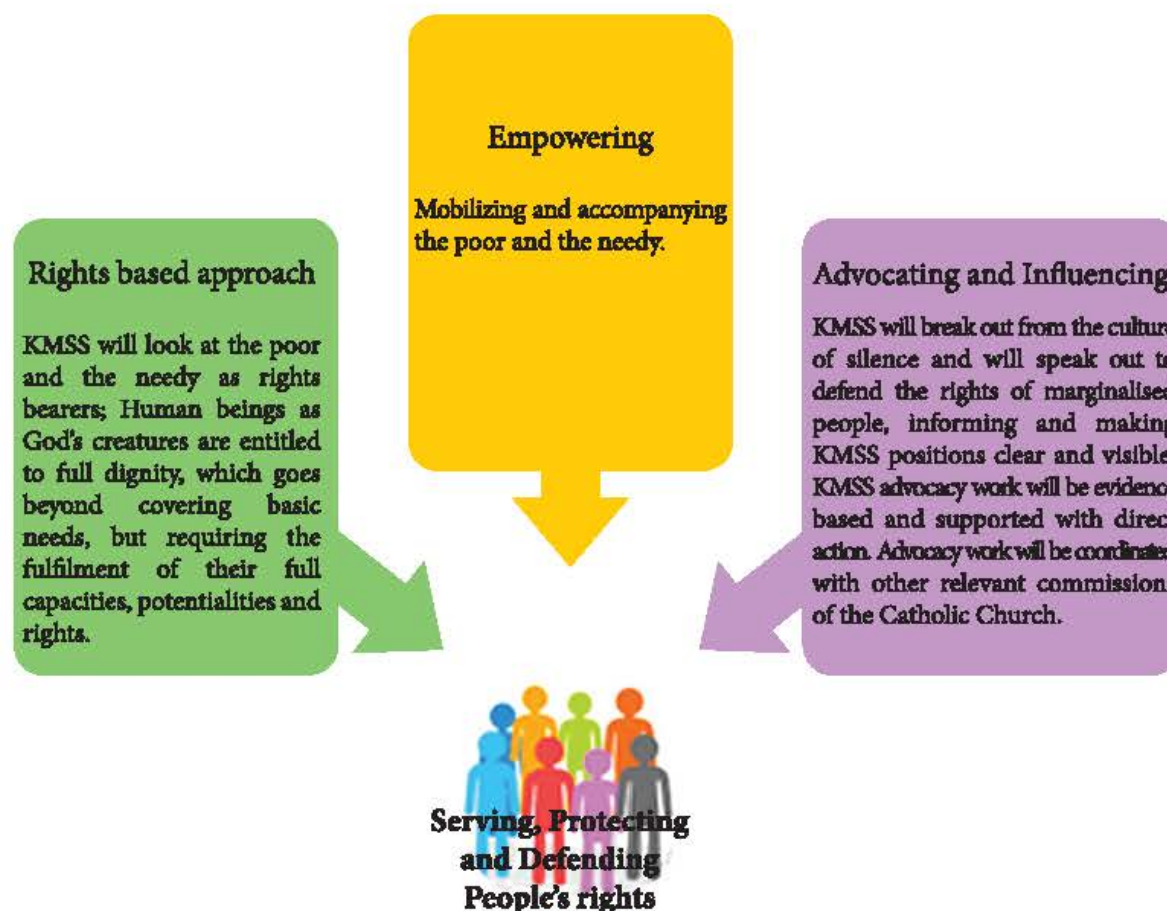 Empowering
Mobilizing and accompanying
the poor and the needy.
Rights based approach
KMSS will look at the poor
and the needy as rights
bearers; Human beings as
God's creatures are entitled
to full dignity, which goes
beyond covering basic
needs, but requiring the
fulfilment of their full
capacities, potentialities and
rights.
Advocating and Influencing
KMSS will break out from the culture
of silence and will speak out to
defend the rights of marginalised
people, informing and making
KMSS positions clear and visible
KMSS advocacy work will be evidence
based and supported with direct
action. Advocacy work will be coordinated
with other relevant commission
of the Catholic Church.
Serving, Protecting
and Defending
People's rights